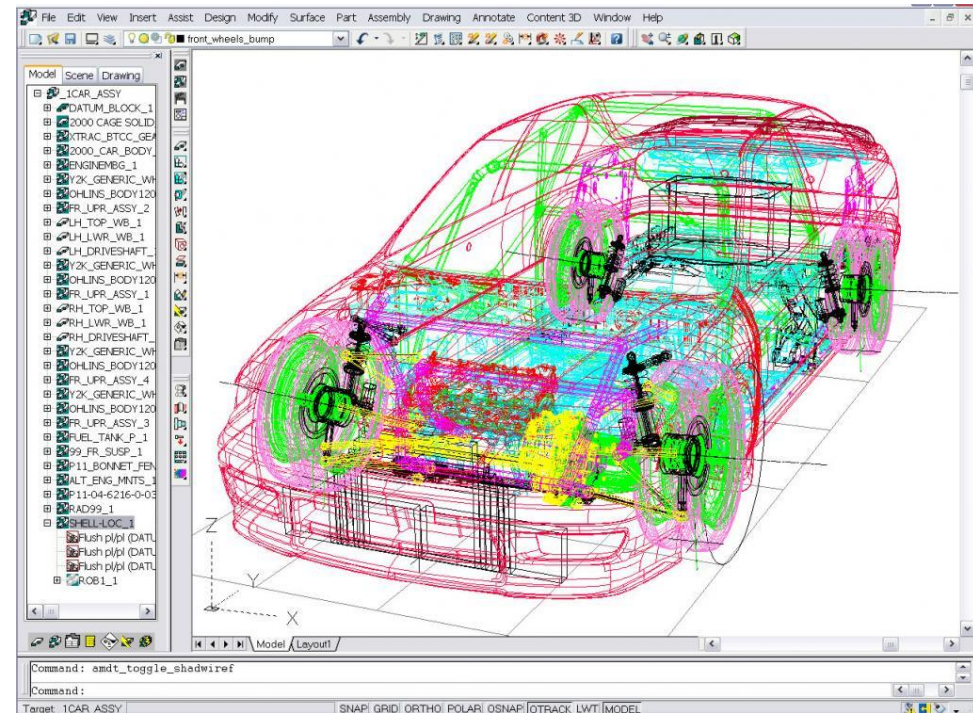 File Edit View Insert Assist Design Modify Surface Part Assembly Drawing Annotate Content 3D Window Help
front_wheels_bump
Model Scene Drawing
_1CAR_ASSY
DATUM_BLOCK_1
2000 CAGE SOLID
XTRAC_BTCC_GEA
2000_CAR_BODY_
ENGINEMBG_1
Y2K_GENERIC_WH
OHLINS_BODY120
FR_UPR_ASSY_2
LH_TOP_WB_1
LH_LWR_WB_1
LH_DRIVESHAFT_
Y2K_GENERIC_WH
OHLINS_BODY120
FR_UPR_ASSY_1
RH_TOP_WB_1
RH_LWR_WB_1
RH_DRIVESHAFT_
Y2K_GENERIC_WH
OHLINS_BODY120
FR_UPR_ASSY_4
Y2K_GENERIC_WH
OHLINS_BODY120
FR_UPR_ASSY_3
FUEL_TANK_P_1
99_FR_SUSP_1
P11_BONNET_FEN
ALT_ENG_MNTS_1
P11-04-6216-0-03
RAD99_1
SHELL-LOC_1
Flush pl/pl (DATU
Flush pl/pl (DATU
Flush pl/pl (DATU
ROB1_1
Z
Y
X
Model Layout1
Command: amdt_toggle_shadwiref
Command:
Target 1CAR ASSY SNAP GRID ORTHO POLAR OSNAP OTRACK LWT MODEL